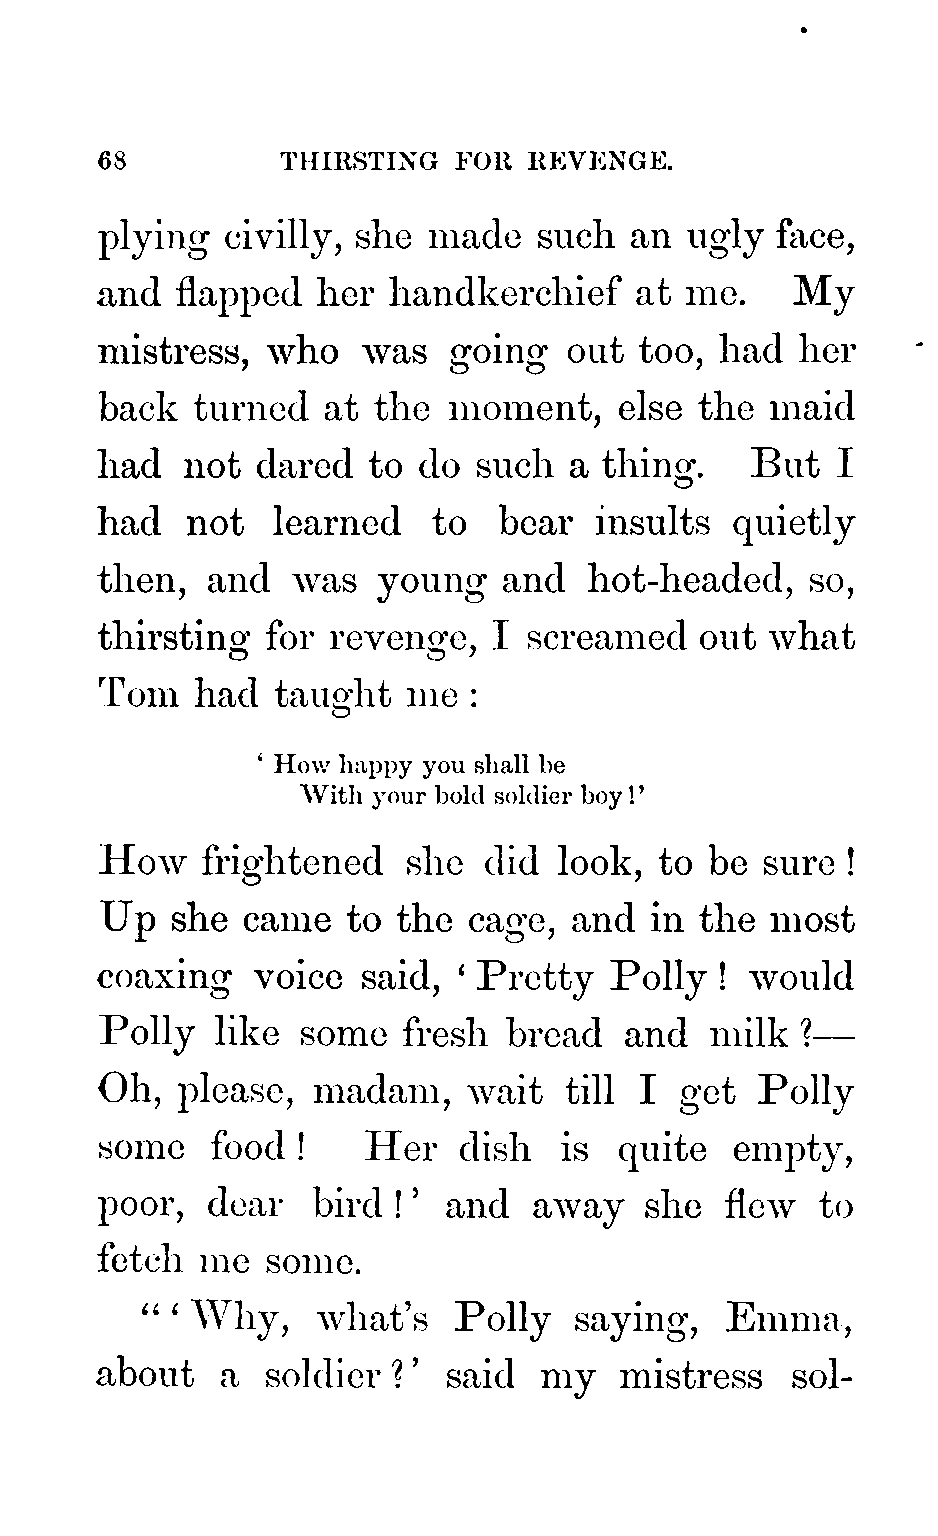 68 THIRSTING FOR REVENGE.
plying civilly, she made such an ugly face,
and flapped her handkerchief at me. My
mistress, who was going out too, had her
back turned at the moment, else the maid
had not dared to do such a thing. But I
had not learned to bear insults quietly
then, and was young and hot-headed, so,
thirsting for revenge, I screamed out what
Tom had taught me :
‘ How happy you shall be
With your bold soldier boy !’
How frightened she did look, to be sure !
Up she came to the cage, and in the most
coaxing voice said, ‘ Pretty Polly ! would
Polly like some fresh bread and milk ?—
Oh, please, madam, wait till I get Polly
some food ! Her dish is quite empty,
poor, dear bird ! ’ and away she flew to
fetch me some.
“ ‘ Why, what’s Polly saying, Emma,
about a soldier ? ’ said my mistress sol-